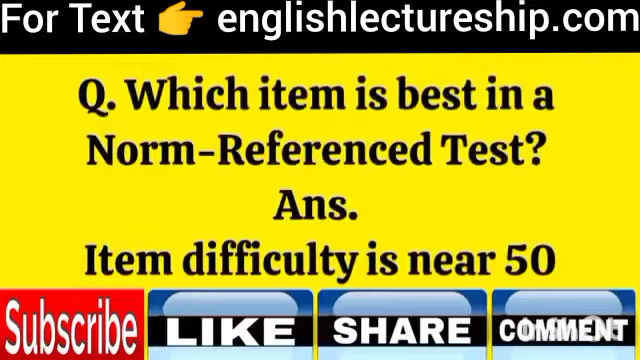 For Text 👉 englishlectureship.com
Q. Which item is best in a
Norm-Referenced Test?
Ans.
Item difficulty is near 50
Subscribe LIKE SHARE COMMENT